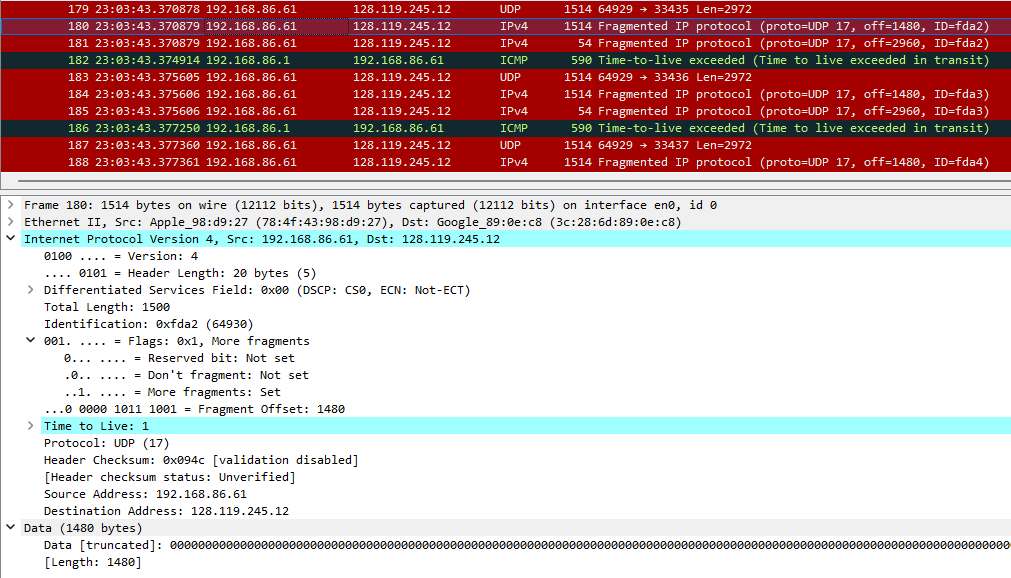 179 23:03:43.370878 192.168.86.61 128.119.245.12 UDP 1514 64929 → 33435 Len=2972
180 23:03:43.370879 192.168.86.61 128.119.245.12 IPv4 1514 Fragmented IP protocol (proto=UDP 17, off=1480, ID=fda2)
181 23:03:43.370879 192.168.86.61 128.119.245.12 IPv4 54 Fragmented IP protocol (proto=UDP 17, off=2960, ID=fda2)
182 23:03:43.374914 192.168.86.1 192.168.86.61 ICMP 590 Time-to-live exceeded (Time to live exceeded in transit)
183 23:03:43.375605 192.168.86.61 128.119.245.12 UDP 1514 64929 → 33436 Len=2972
184 23:03:43.375606 192.168.86.61 128.119.245.12 IPv4 1514 Fragmented IP protocol (proto=UDP 17, off=1480, ID=fda3)
185 23:03:43.375606 192.168.86.61 128.119.245.12 IPv4 54 Fragmented IP protocol (proto=UDP 17, off=2960, ID=fda3)
186 23:03:43.377250 192.168.86.1 192.168.86.61 ICMP 590 Time-to-live exceeded (Time to live exceeded in transit)
187 23:03:43.377360 192.168.86.61 128.119.245.12 UDP 1514 64929 → 33437 Len=2972
188 23:03:43.377361 192.168.86.61 128.119.245.12 IPv4 1514 Fragmented IP protocol (proto=UDP 17, off=1480, ID=fda4)
Frame 180: 1514 bytes on wire (12112 bits), 1514 bytes captured (12112 bits) on interface en0, id 0
Ethernet II, Src: Apple_98:d9:27 (78:4f:43:98:d9:27), Dst: Google_89:0e:c8 (3c:28:6d:89:0e:c8)
Internet Protocol Version 4, Src: 192.168.86.61, Dst: 128.119.245.12
0100 .... = Version: 4
.... 0101 = Header Length: 20 bytes (5)
Differentiated Services Field: 0x00 (DSCP: CS0, ECN: Not-ECT)
Total Length: 1500
Identification: 0xfda2 (64930)
001. .... = Flags: 0x1, More fragments
0... .... = Reserved bit: Not set
.0.. .... = Don't fragment: Not set
..1. .... = More fragments: Set
...0 0000 1011 1001 = Fragment Offset: 1480
Time to Live: 1
Protocol: UDP (17)
Header Checksum: 0x094c [validation disabled]
[Header checksum status: Unverified]
Source Address: 192.168.86.61
Destination Address: 128.119.245.12
Data (1480 bytes)
Data [truncated]: 000000000000000000000000000000000000000000000000000000000000000000000000000000000000000000000000000000000000000000000000
[Length: 1480]